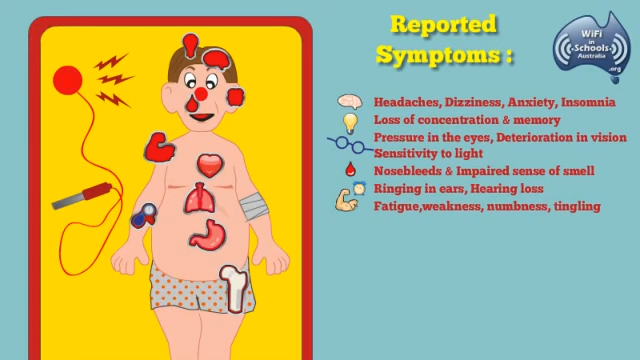 Reported
Symptoms :
WiFi
in
Schools
Australia
.org
Headaches, Dizziness, Anxiety, Insomnia
Loss of concentration & memory
Pressure in the eyes, Deterioration in vision
Sensitivity to light
Nosebleeds & Impaired sense of smell
Ringing in ears, Hearing loss
Fatigue,weakness, numbness, tingling